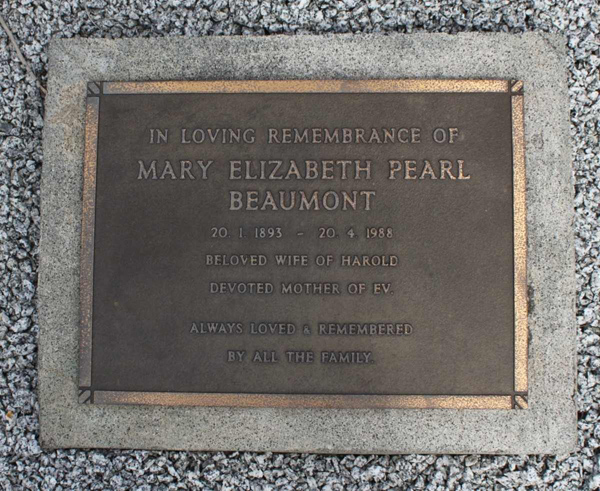 IN LOVING REMEMBRANCE OF
MARY ELIZABETH PEARL
BEAUMONT
20. 1. 1893 - 20. 4. 1988
BELOVED WIFE OF HAROLD
DEVOTED MOTHER OF EV.
ALWAYS LOVED & REMEMBERED
BY ALL THE FAMILY.